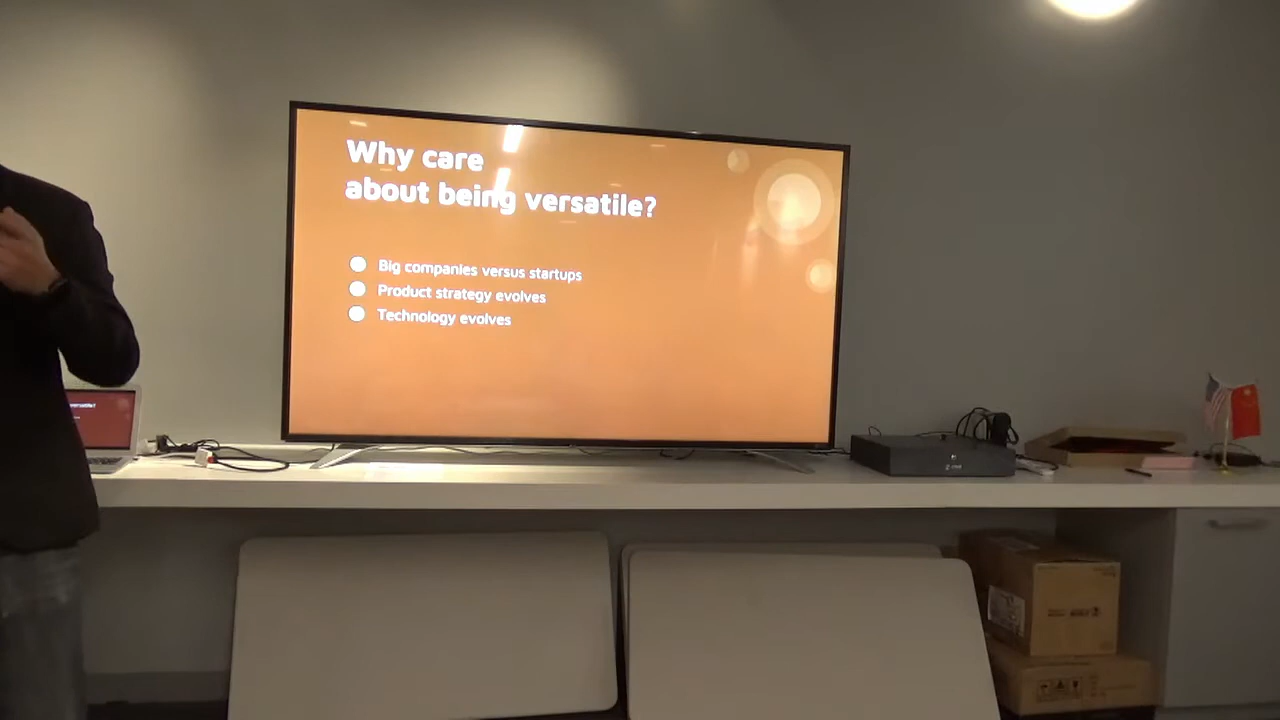 Why care
about being versatile?
Big companies versus startups
Product strategy evolves
Technology evolves